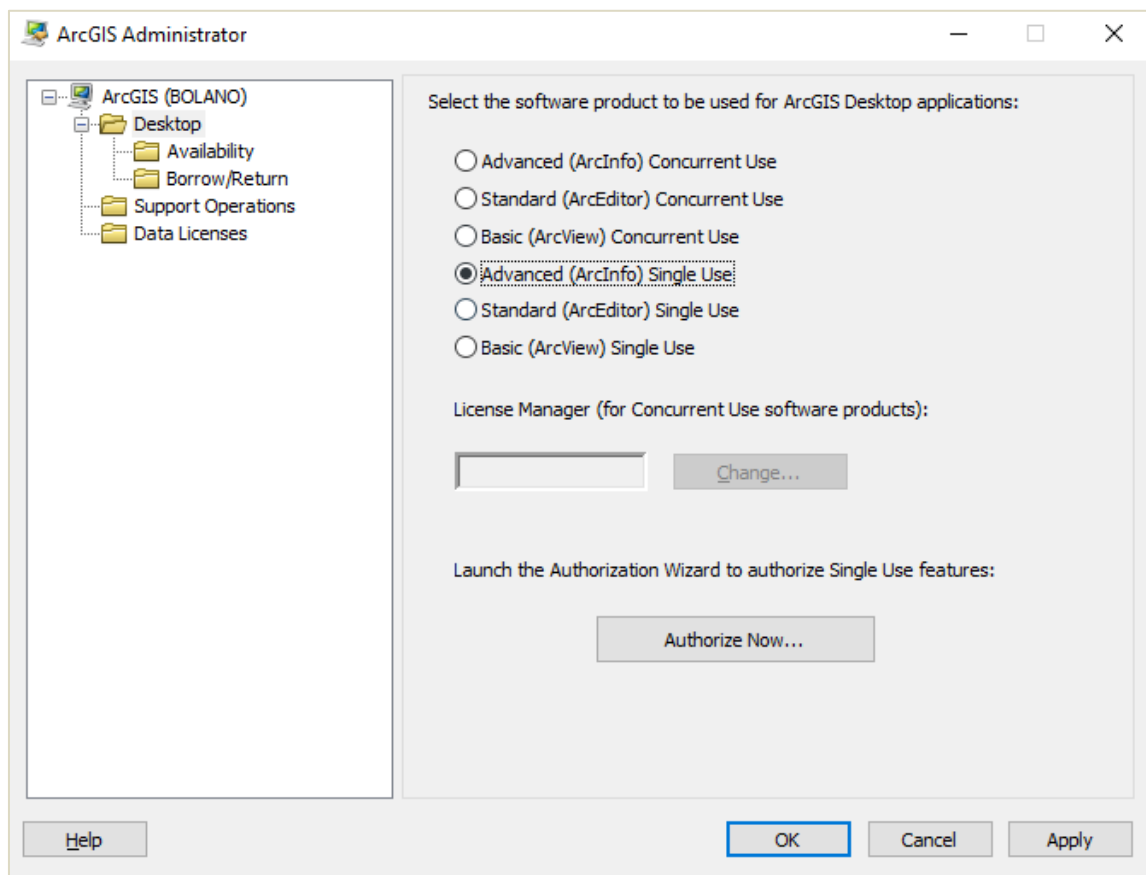 ArcGIS Administrator
ArcGIS (BOLANO)
Desktop
Availability
Borrow/Return
Support Operations
Data Licenses
Select the software product to be used for ArcGIS Desktop applications:
Advanced (ArcInfo) Concurrent Use
Standard (ArcEditor) Concurrent Use
Basic (ArcView) Concurrent Use
Advanced (ArcInfo) Single Use
Standard (ArcEditor) Single Use
Basic (ArcView) Single Use
License Manager (for Concurrent Use software products):
Change...
Launch the Authorization Wizard to authorize Single Use features:
Authorize Now...
Help
OK
Cancel
Apply